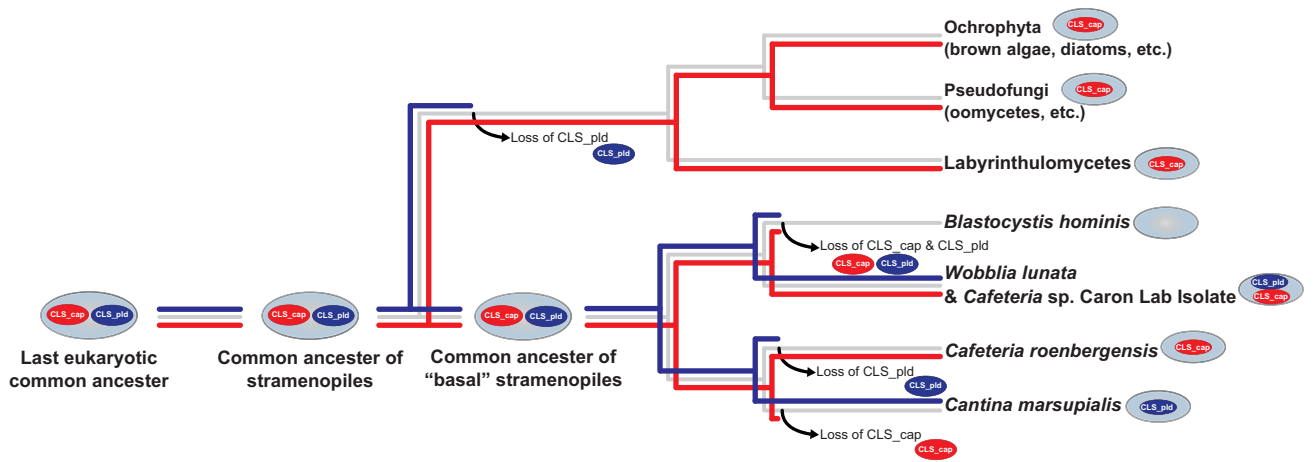 Ochrophyta
CLS_cap
(brown algae, diatoms, etc.)
Pseudofungi
CLS_cap
(oomycetes, etc.)
Loss of CLS_pld
CLS_pld
Labyrinthulomycetes
CLS_cap
Blastocystis hominis
Loss of CLS_cap & CLS_pld
CLS_cap
CLS_pld
Wobblia lunata
& Cafeteria sp. Caron Lab Isolate
CLS_pld
CLS_cap
CLS_cap
CLS_pld
Last eukaryotic
common ancester
CLS_cap
CLS_pld
Common ancester of
stramenopiles
CLS_cap
CLS_pld
Common ancester of
“basal” stramenopiles
Cafeteria roenbergensis
CLS_cap
Loss of CLS_pld
CLS_pld
Cantina marsupialis
CLS_pld
Loss of CLS_cap
CLS_cap